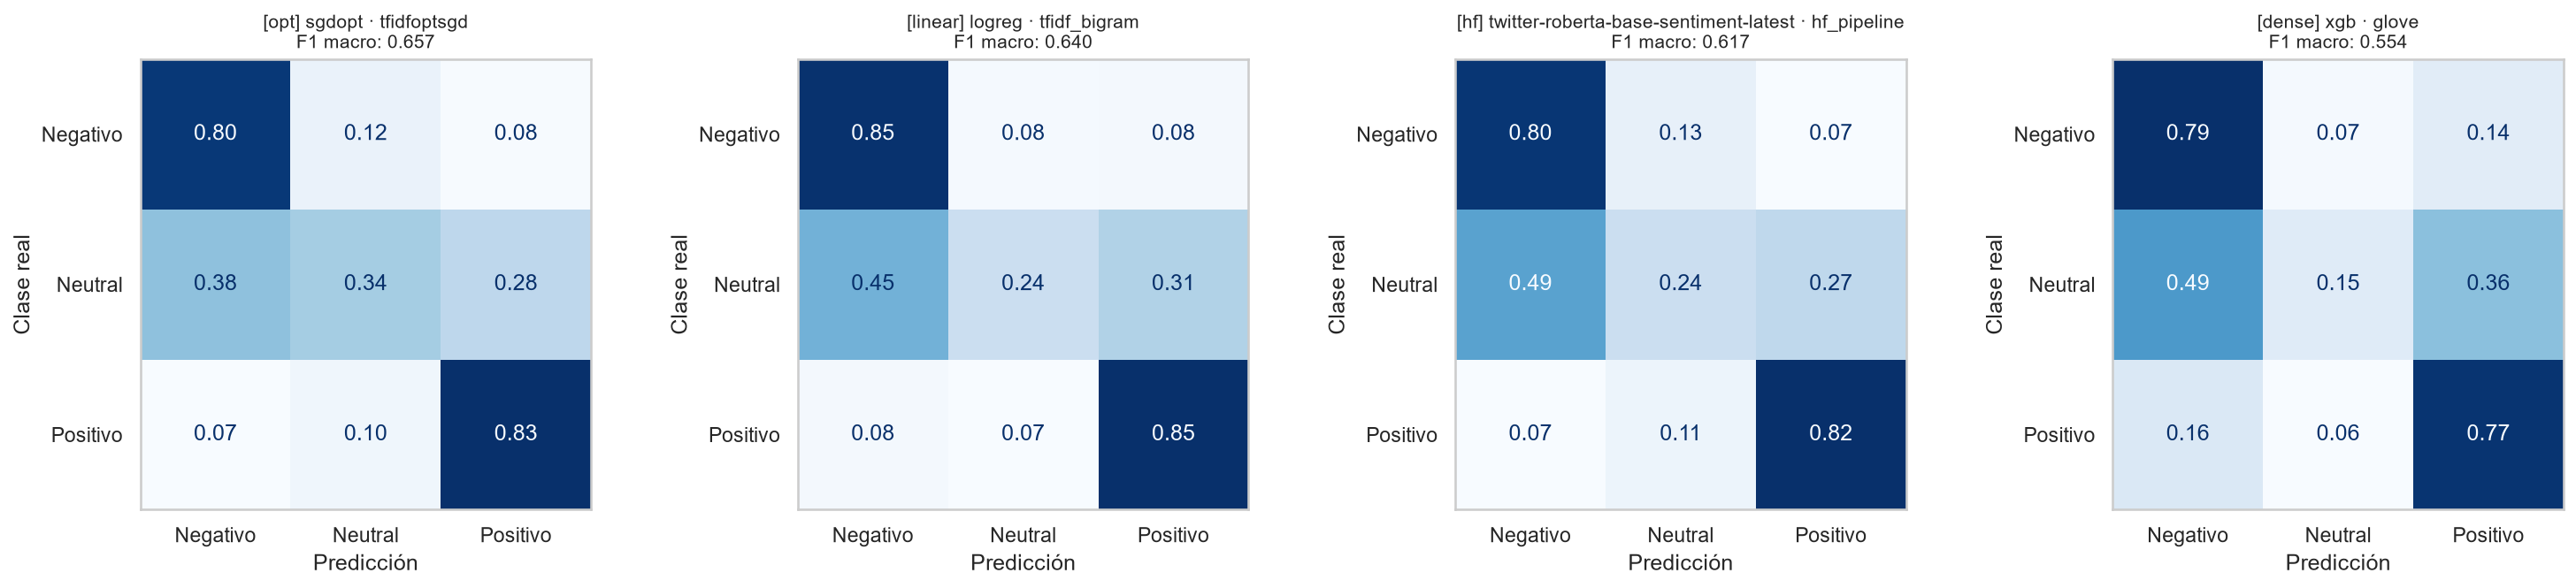 [opt] sgdopt · tfidfoptsgd
F1 macro: 0.657
Clase real
Negativo
0.80 0.12 0.08
Neutral
0.38 0.34 0.28
Positivo
0.07 0.10 0.83
Negativo Neutral Positivo
Predicción
[linear] logreg · tfidf_bigram
F1 macro: 0.640
Clase real
Negativo
0.85 0.08 0.08
Neutral
0.45 0.24 0.31
Positivo
0.08 0.07 0.85
Negativo Neutral Positivo
Predicción
[hf] twitter-roberta-base-sentiment-latest · hf_pipeline
F1 macro: 0.617
Clase real
Negativo
0.80 0.13 0.07
Neutral
0.49 0.24 0.27
Positivo
0.07 0.11 0.82
Negativo Neutral Positivo
Predicción
[dense] xgb · glove
F1 macro: 0.554
Clase real
Negativo
0.79 0.07 0.14
Neutral
0.49 0.15 0.36
Positivo
0.16 0.06 0.77
Negativo Neutral Positivo
Predicción